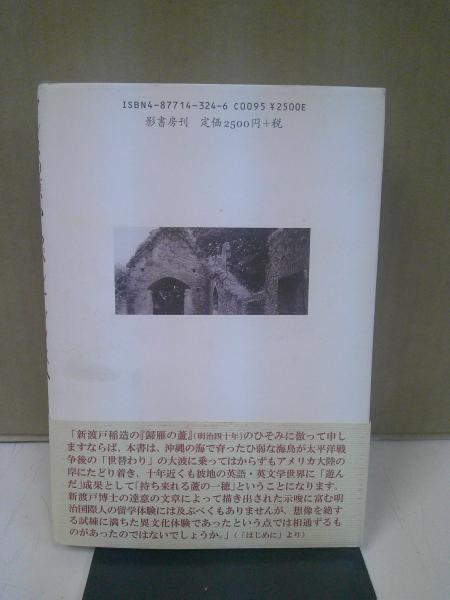 ISBN4-87714-324-6 C0095 ¥2500E
影書房刊 定価2500円+税
「新渡戸稲造の『帰雁の蘆』(明治四十年)のひそみに倣って申し
ますならば、本書は、沖縄の海で育ったひ弱な海鳥が太平洋戦
争後の「世替わり」の大波に乗ってはからずもアメリカ大陸の
岸にたどり着き、十年近くも彼地の英語・英文学世界に「遊ん
だ」成果として「持ち来れる蘆の一穂」ということになります。
新渡戸博士の達意の文章によって描き出された示唆に富む明
治国際人の留学体験には及ぶべくもありませんが、想像を絶す
る試練に満ちた異文化体験であったという点では相通ずるも
のがあったのではないでしょうか。」(「はじめに」より)